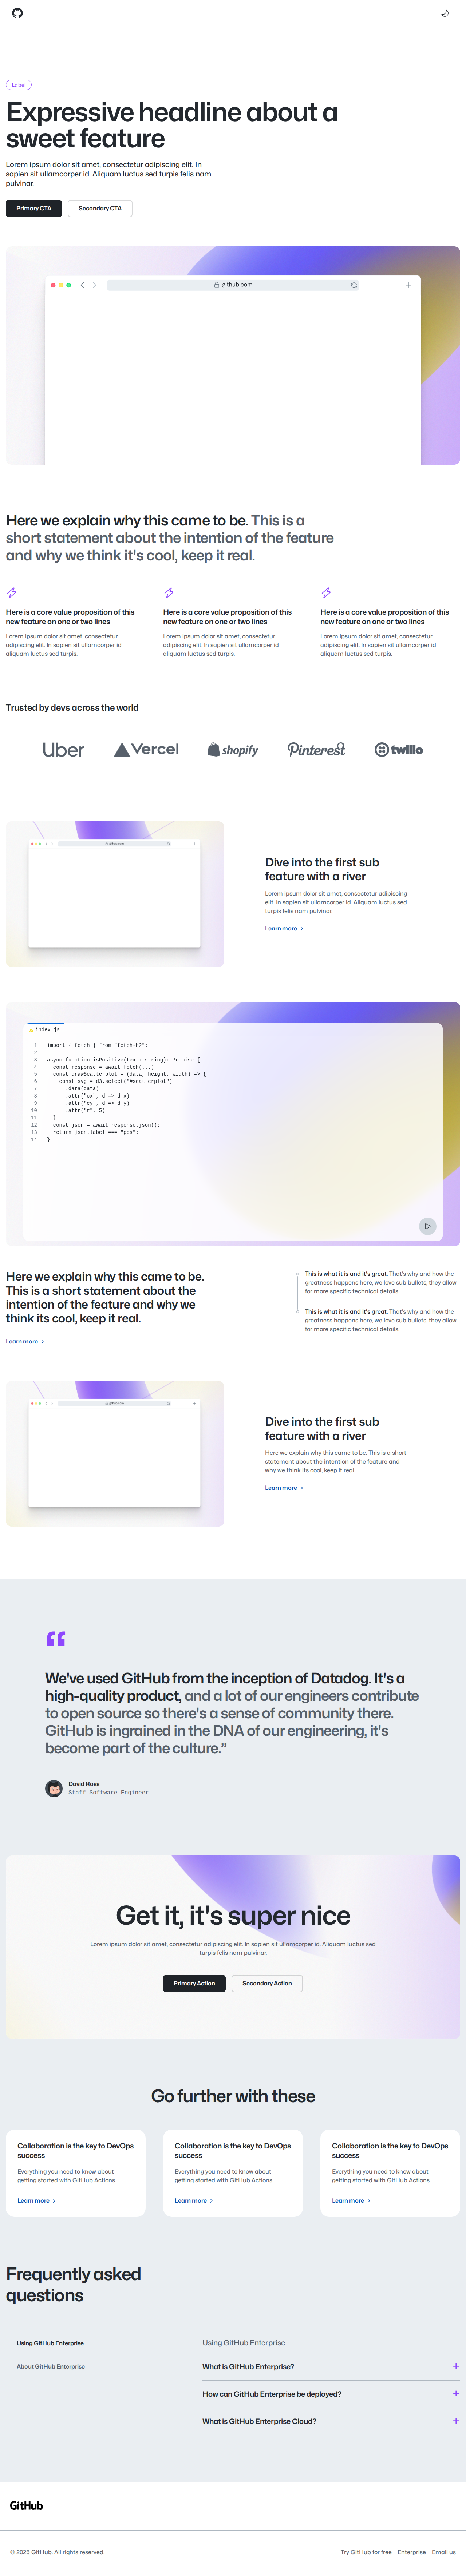 Label
Expressive headline about a
sweet feature
Lorem ipsum dolor sit amet, consectetur adipiscing elit. In
sapien sit ullamcorper id. Aliquam luctus sed turpis felis nam
pulvinar.
Primary CTA
Secondary CTA
github.com
Here we explain why this came to be. This is a
short statement about the intention of the feature
and why we think it's cool, keep it real.
Here is a core value proposition of this
new feature on one or two lines
Lorem ipsum dolor sit amet, consectetur
adipiscing elit. In sapien sit ullamcorper id
aliquam luctus sed turpis.
Here is a core value proposition of this
new feature on one or two lines
Lorem ipsum dolor sit amet, consectetur
adipiscing elit. In sapien sit ullamcorper id
aliquam luctus sed turpis.
Here is a core value proposition of this
new feature on one or two lines
Lorem ipsum dolor sit amet, consectetur
adipiscing elit. In sapien sit ullamcorper id
aliquam luctus sed turpis.
Trusted by devs across the world
Uber
Vercel
shopify
Pinterest
twilio
github.com
Dive into the first sub
feature with a river
Lorem ipsum dolor sit amet, consectetur adipiscing
elit. In sapien sit ullamcorper id. Aliquam luctus sed
turpis felis nam pulvinar.
Learn more
index.js
1 import { fetch } from "fetch-h2";
2
3 async function isPositive(text: string): Promise {
4 const response = await fetch(...)
5 const drawScatterplot = (data, height, width) => {
6 const svg = d3.select("#scatterplot")
7 .data(data)
8 .attr("cx", d => d.x)
9 .attr("cy", d => d.y)
10 .attr("r", 5)
11 }
12 const json = await response.json();
13 return json.label === "pos";
14 }
Here we explain why this came to be.
This is a short statement about the
intention of the feature and why we
think its cool, keep it real.
Learn more
This is what it is and it's great. That's why and how the
greatness happens here, we love sub bullets, they allow
for more specific technical details.
This is what it is and it's great. That's why and how the
greatness happens here, we love sub bullets, they allow
for more specific technical details.
github.com
Dive into the first sub
feature with a river
Here we explain why this came to be. This is a short
statement about the intention of the feature and
why we think its cool, keep it real.
Learn more
“
We've used GitHub from the inception of Datadog. It's a
high-quality product, and a lot of our engineers contribute
to open source so there's a sense of community there.
GitHub is ingrained in the DNA of our engineering, it's
become part of the culture.”
David Ross
Staff Software Engineer
Get it, it's super nice
Lorem ipsum dolor sit amet, consectetur adipiscing elit. In sapien sit ullamcorper id. Aliquam luctus sed
turpis felis nam pulvinar.
Primary Action
Secondary Action
Go further with these
Collaboration is the key to DevOps
success
Everything you need to know about
getting started with GitHub Actions.
Learn more
Collaboration is the key to DevOps
success
Everything you need to know about
getting started with GitHub Actions.
Learn more
Collaboration is the key to DevOps
success
Everything you need to know about
getting started with GitHub Actions.
Learn more
Frequently asked
questions
Using GitHub Enterprise
About GitHub Enterprise
Using GitHub Enterprise
What is GitHub Enterprise?
How can GitHub Enterprise be deployed?
What is GitHub Enterprise Cloud?
GitHub
© 2025 GitHub. All rights reserved.
Try GitHub for free
Enterprise
Email us